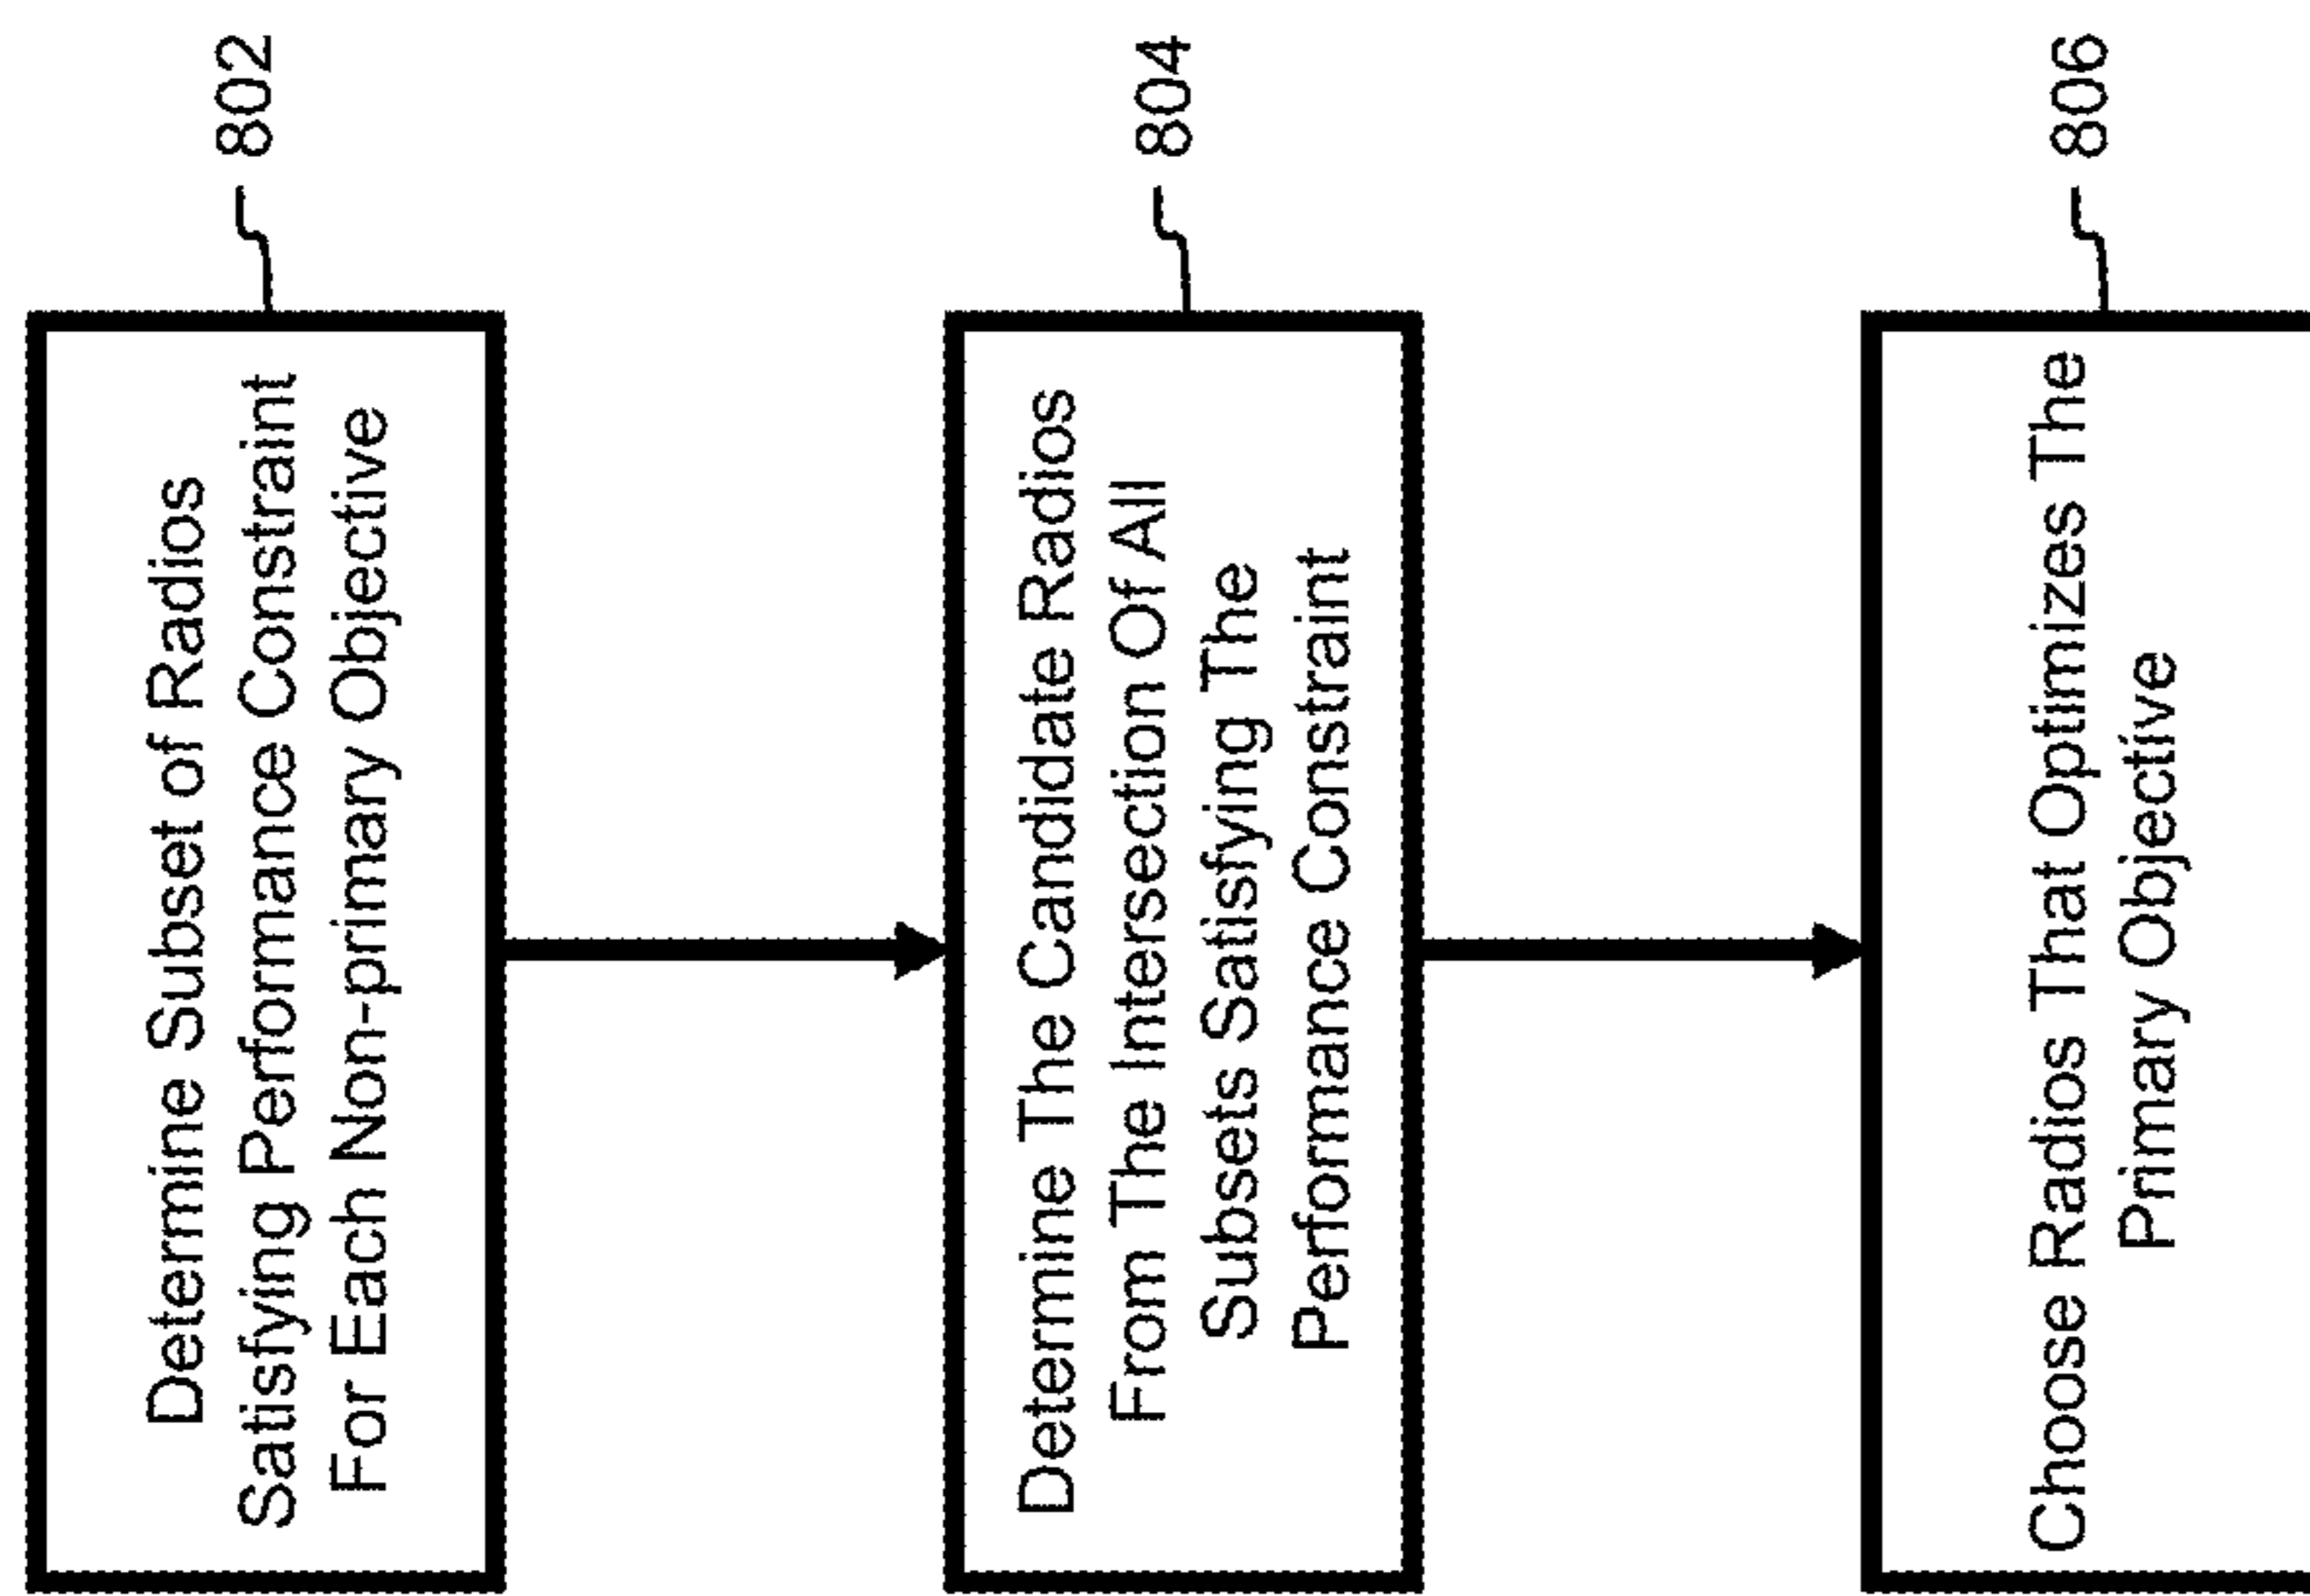 Determine Subset of Radios
Satisfying Performance Constraint
For Each Non-primary Objective
802
Determine The Candidate Radios
From The Intersection Of All
Subsets Satisfying The
Performance Constraint
804
Choose Radios That Optimizes The
Primary Objective
806